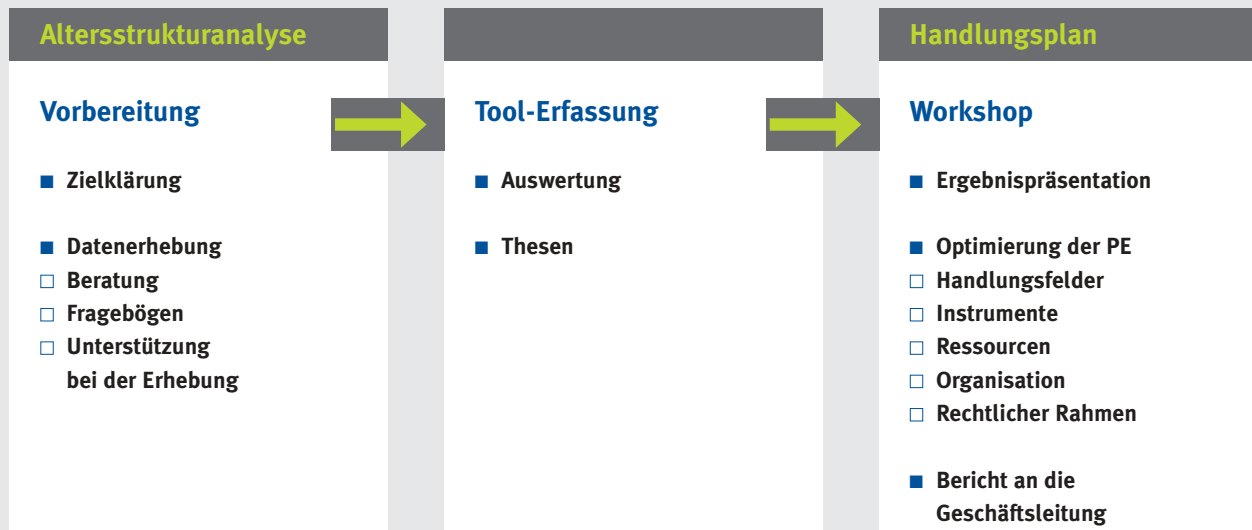 Altersstrukturanalyse
Vorbereitung
■ Zielklärung
■ Datenerhebung
□ Beratung
□ Fragebögen
□ Unterstützung
bei der Erhebung
Tool-Erfassung
■ Auswertung
■ Thesen
Handlungsplan
Workshop
■ Ergebnispräsentation
■ Optimierung der PE
□ Handlungsfelder
□ Instrumente
□ Ressourcen
□ Organisation
□ Rechtlicher Rahmen
■ Bericht an die
Geschäftsleitung